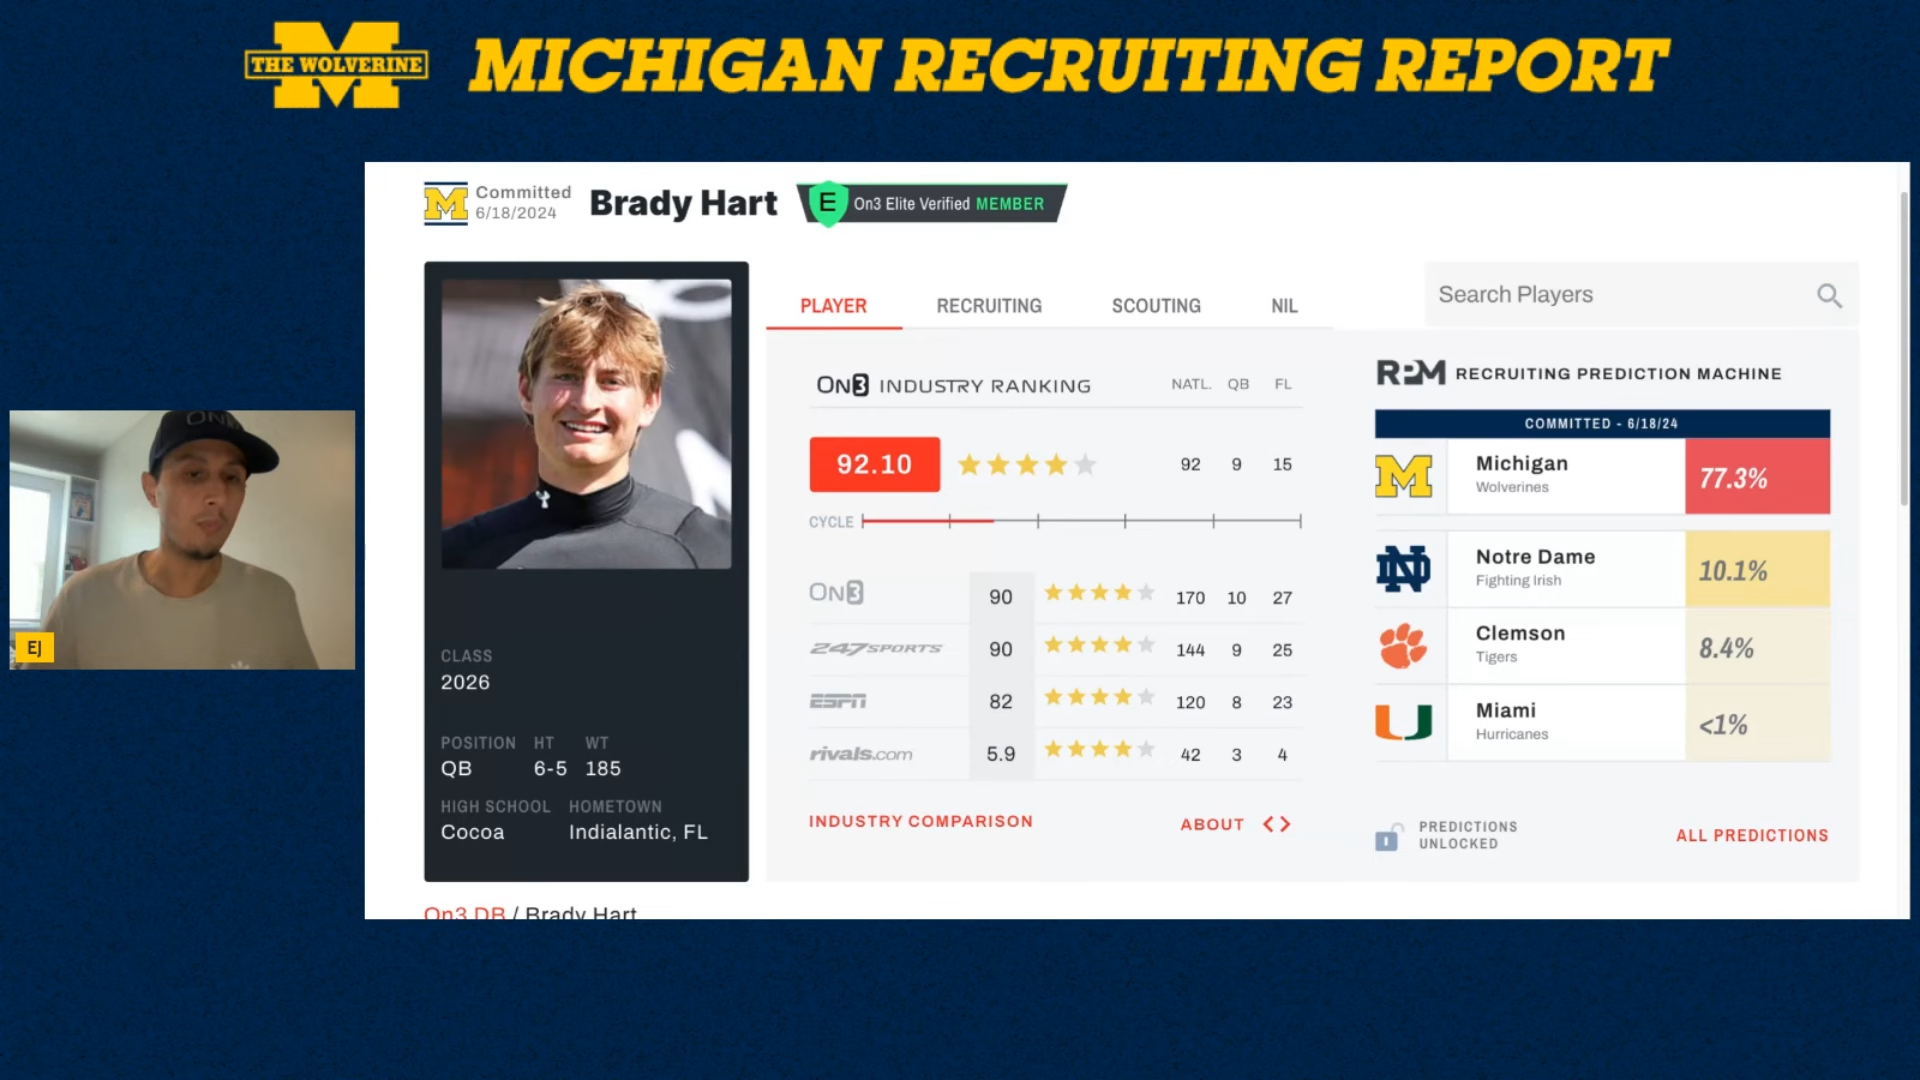 THE WOLVERINE
MICHIGAN RECRUITING REPORT
Committed
6/18/2024
Brady Hart
E On3 Elite Verified MEMBER
PLAYER RECRUITING SCOUTING NIL
Search Players
ON3 INDUSTRY RANKING NATL. QB FL
92.10 92 9 15
CYCLE
ON3 90 170 10 27
247SPORTS 90 144 9 25
ESPN 82 120 8 23
rivals.com 5.9 42 3 4
INDUSTRY COMPARISON ABOUT
RPM RECRUITING PREDICTION MACHINE
COMMITTED - 6/18/24
Michigan
Wolverines
77.3%
Notre Dame
Fighting Irish
10.1%
Clemson
Tigers
8.4%
Miami
Hurricanes
<1%
PREDICTIONS
UNLOCKED
ALL PREDICTIONS
CLASS
2026
POSITION HT WT
QB 6-5 185
HIGH SCHOOL HOMETOWN
Cocoa Indialantic, FL
On3 DB / Brady Hart
EJ